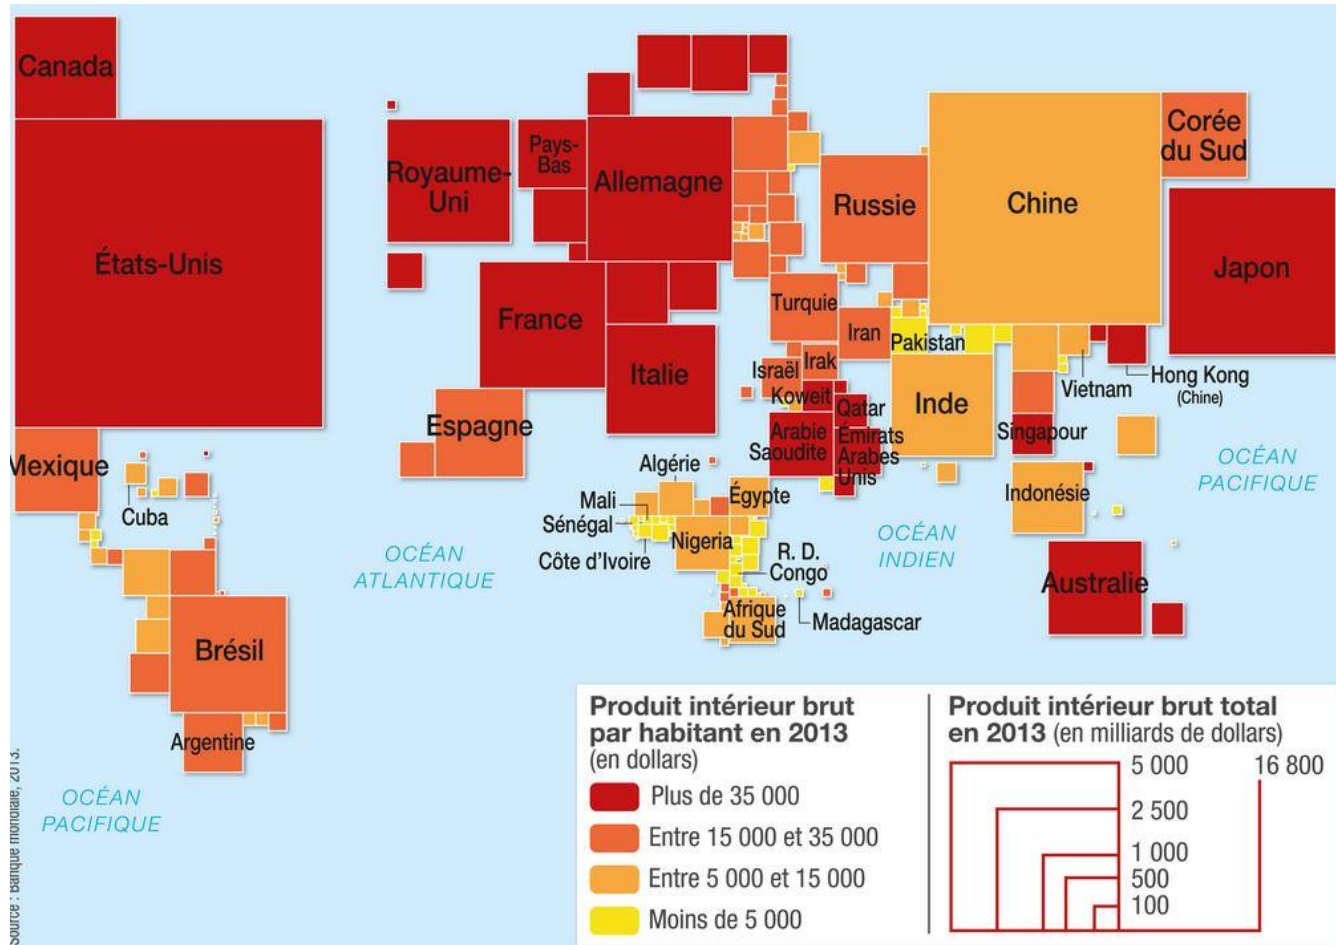 Canada
États-Unis
Mexique
Cuba
Brésil
Argentine
OCÉAN
PACIFIQUE
OCÉAN
ATLANTIQUE
Royaume-
Uni
Pays-
Bas
Allemagne
France
Italie
Espagne
Algérie
Mali
Sénégal
Côte d'Ivoire
Nigeria
Égypte
R. D.
Congo
Afrique
du Sud
Madagascar
Russie
Turquie
Iran
Irak
Israël
Koweit
Qatar
Arabie
Saoudite
Émirats
Arabes
Unis
Pakistan
Inde
Chine
Corée
du Sud
Japon
Vietnam
Hong Kong
(Chine)
Singapour
Indonésie
Australie
OCÉAN
INDIEN
OCÉAN
PACIFIQUE
Produit intérieur brut
par habitant en 2013
(en dollars)
Plus de 35 000
Entre 15 000 et 35 000
Entre 5 000 et 15 000
Moins de 5 000
Produit intérieur brut total
en 2013 (en milliards de dollars)
5 000
16 800
2 500
1 000
500
100
Source : Banque mondiale, 2013.